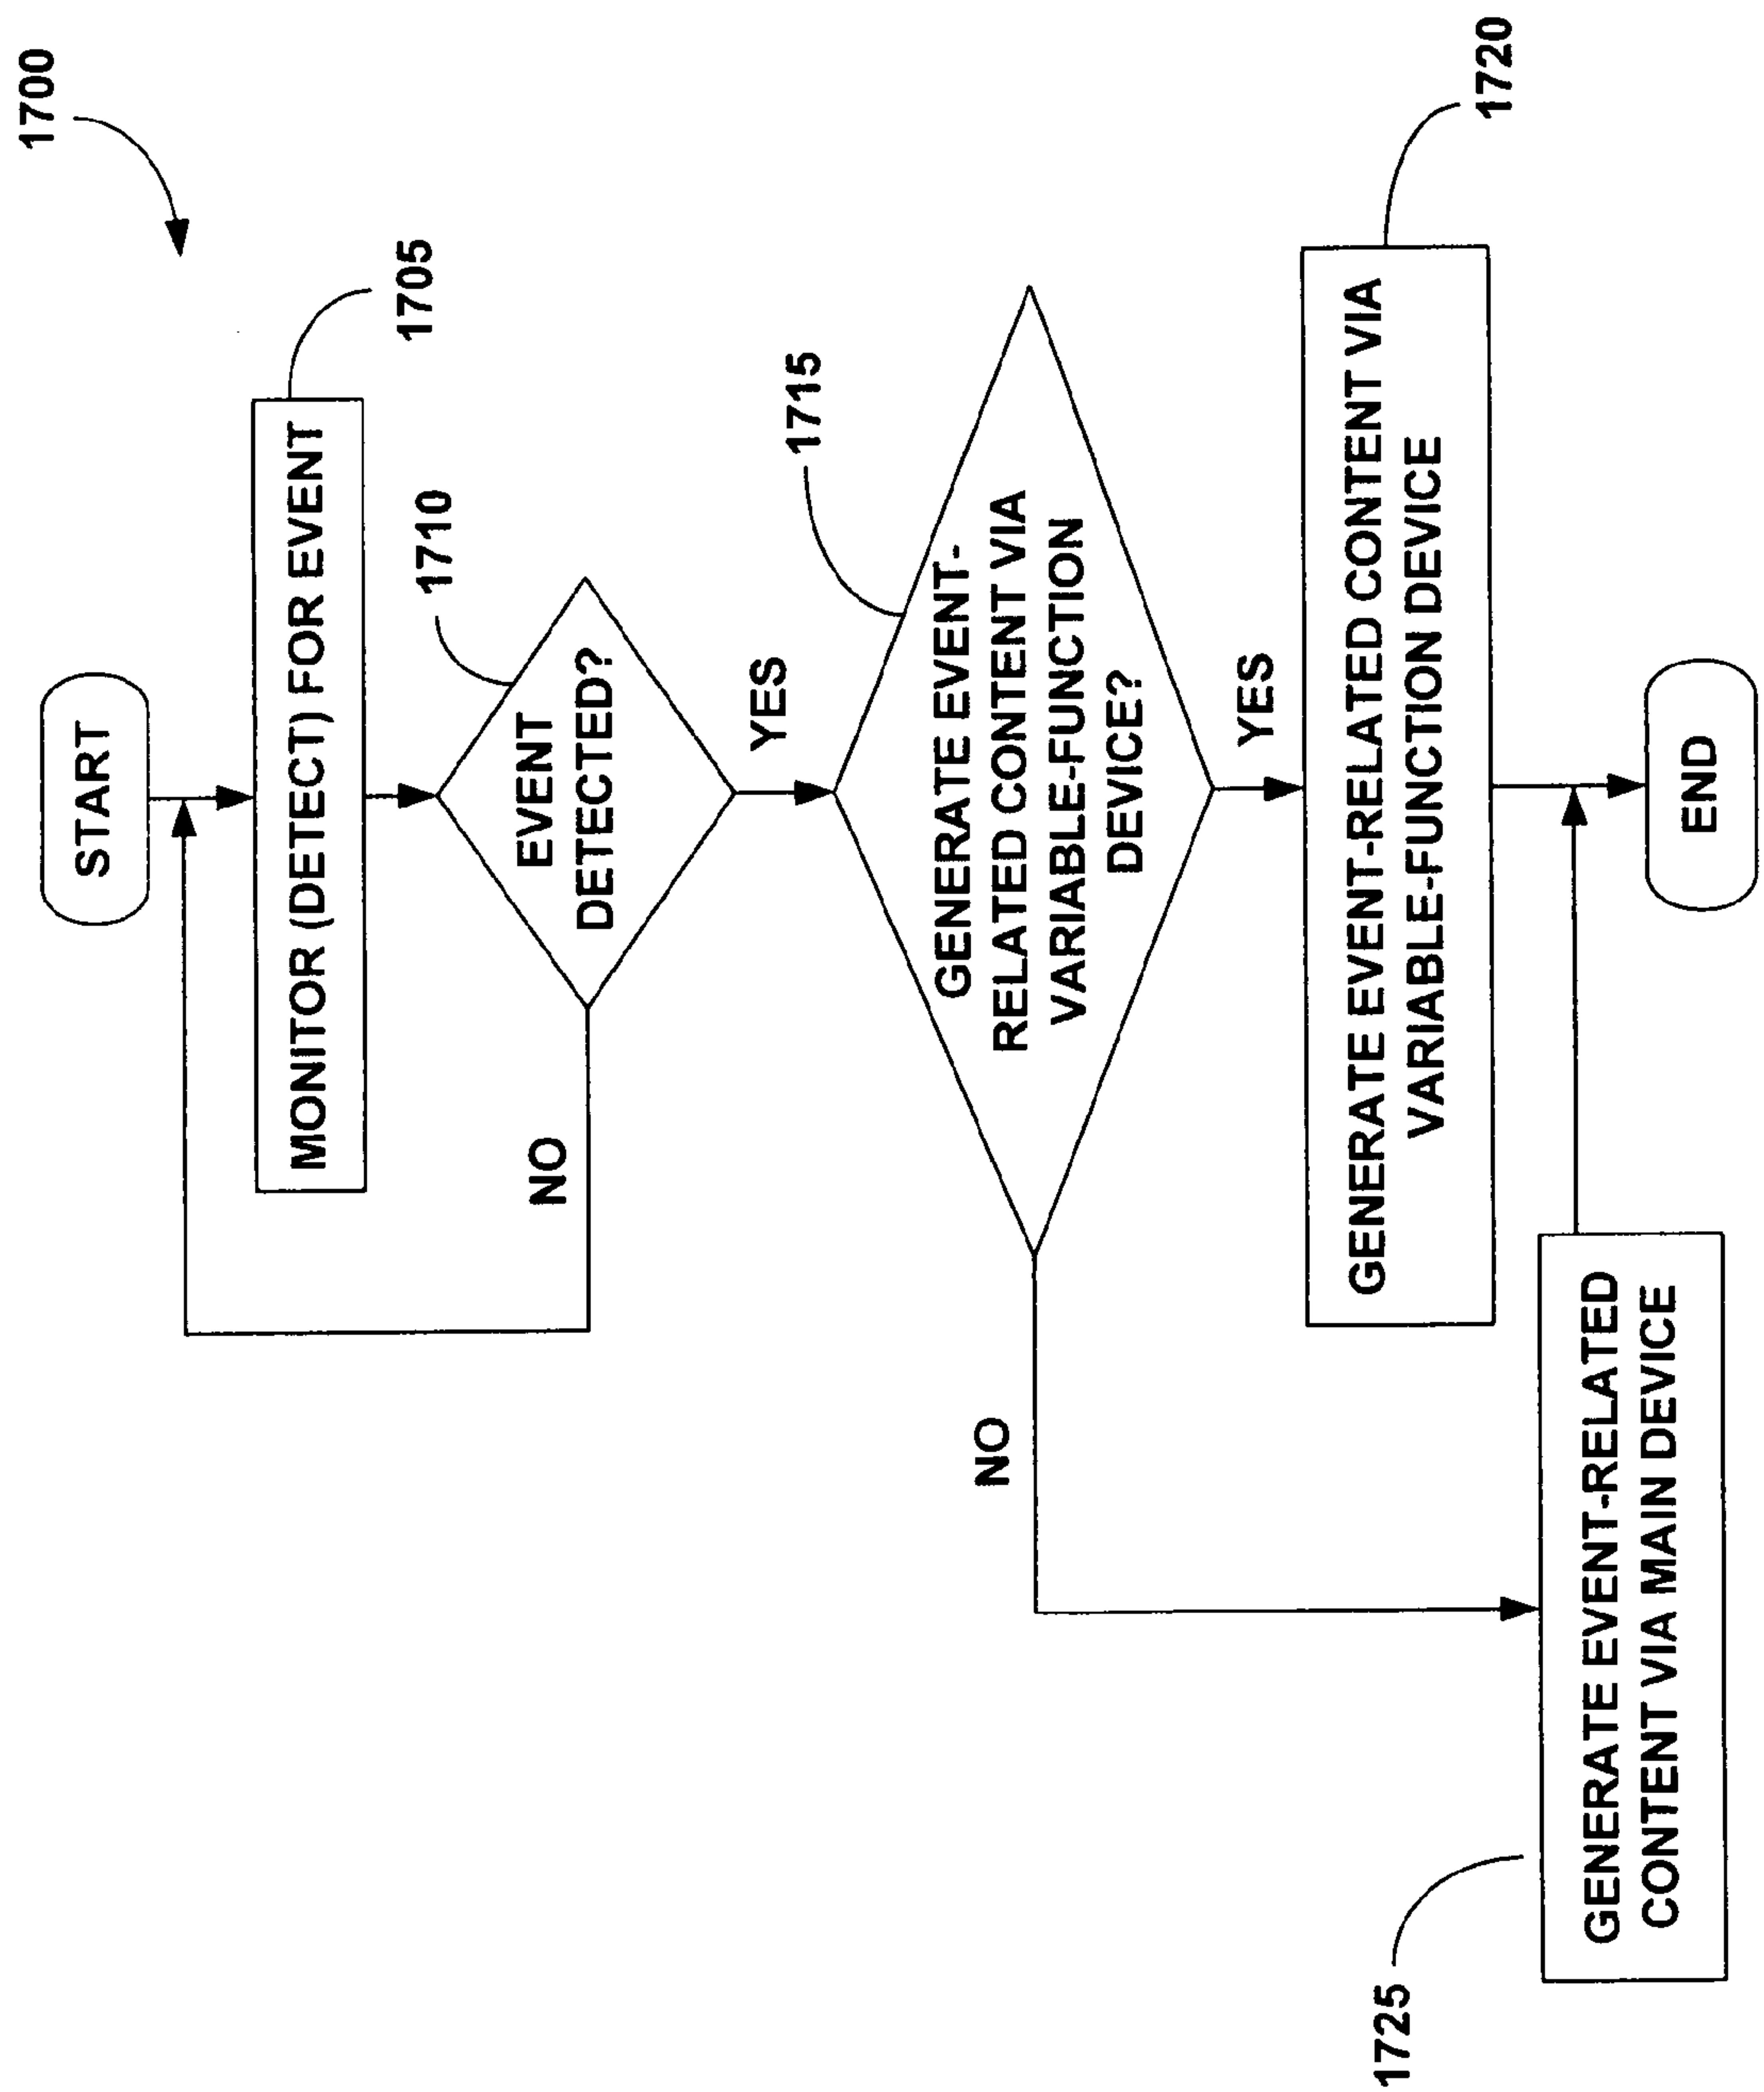 1700
START
MONITOR (DETECT) FOR EVENT
1705
1710
EVENT
DETECTED?
NO
YES
1715
GENERATE EVENT-
RELATED CONTENT VIA
VARIABLE-FUNCTION
DEVICE?
NO
YES
1720
GENERATE EVENT-RELATED CONTENT VIA
VARIABLE-FUNCTION DEVICE
1725
GENERATE EVENT-RELATED
CONTENT VIA MAIN DEVICE
END